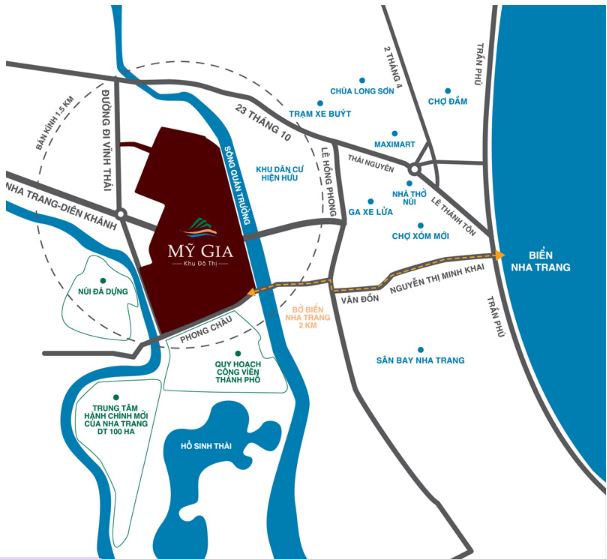 2 THÁNG 4
TRẦN PHÚ
CHÙA LONG SƠN
CHỢ ĐẦM
BÁN KÍNH 1.5 KM
ĐƯỜNG ĐI VĨNH THÁI
23 THÁNG 10
TRẠM XE BUÝT
MAXIMART
SÔNG QUÁN TRƯỜNG
KHU DÂN CƯ
HIỆN HỮU
LÊ HỒNG PHONG
THÁI NGUYÊN
NHÀ THỜ
NÚI
LÊ THÁNH TÔN
NHA TRANG-DIÊN KHÁNH
GA XE LỬA
CHỢ XÓM MỚI
MỸ GIA
Khu Đô Thị
BIỂN
NHA TRANG
NÚI ĐÁ DỰNG
BỜ BIỂN
NHA TRANG
2 KM
VÂN ĐỒN
NGUYỄN THỊ MINH KHAI
TRẦN PHÚ
PHONG CHÂU
SÂN BAY NHA TRANG
QUY HOẠCH
CÔNG VIÊN
THÀNH PHỐ
TRUNG TÂM
HÀNH CHÍNH MỚI
CỦA NHA TRANG
DT 100 HA
HỒ SINH THÁI